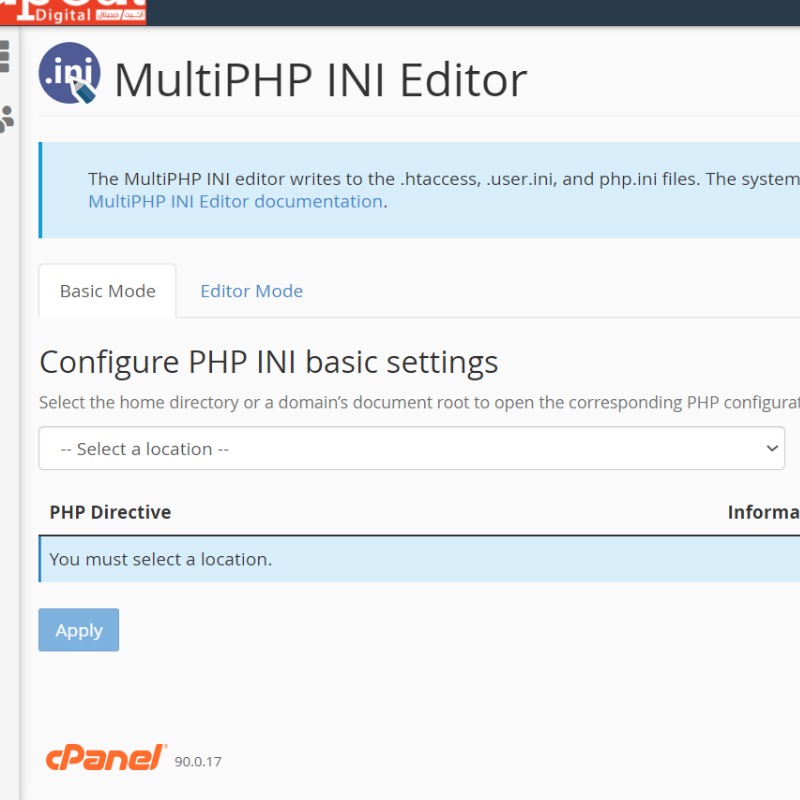 Digital
.ini
MultiPHP INI Editor
The MultiPHP INI editor writes to the .htaccess, .user.ini, and php.ini files. The system
MultiPHP INI Editor documentation.
Basic Mode
Editor Mode
Configure PHP INI basic settings
Select the home directory or a domain’s document root to open the corresponding PHP configurat
-- Select a location --
PHP Directive
Informa
You must select a location.
Apply
cPanel® 90.0.17